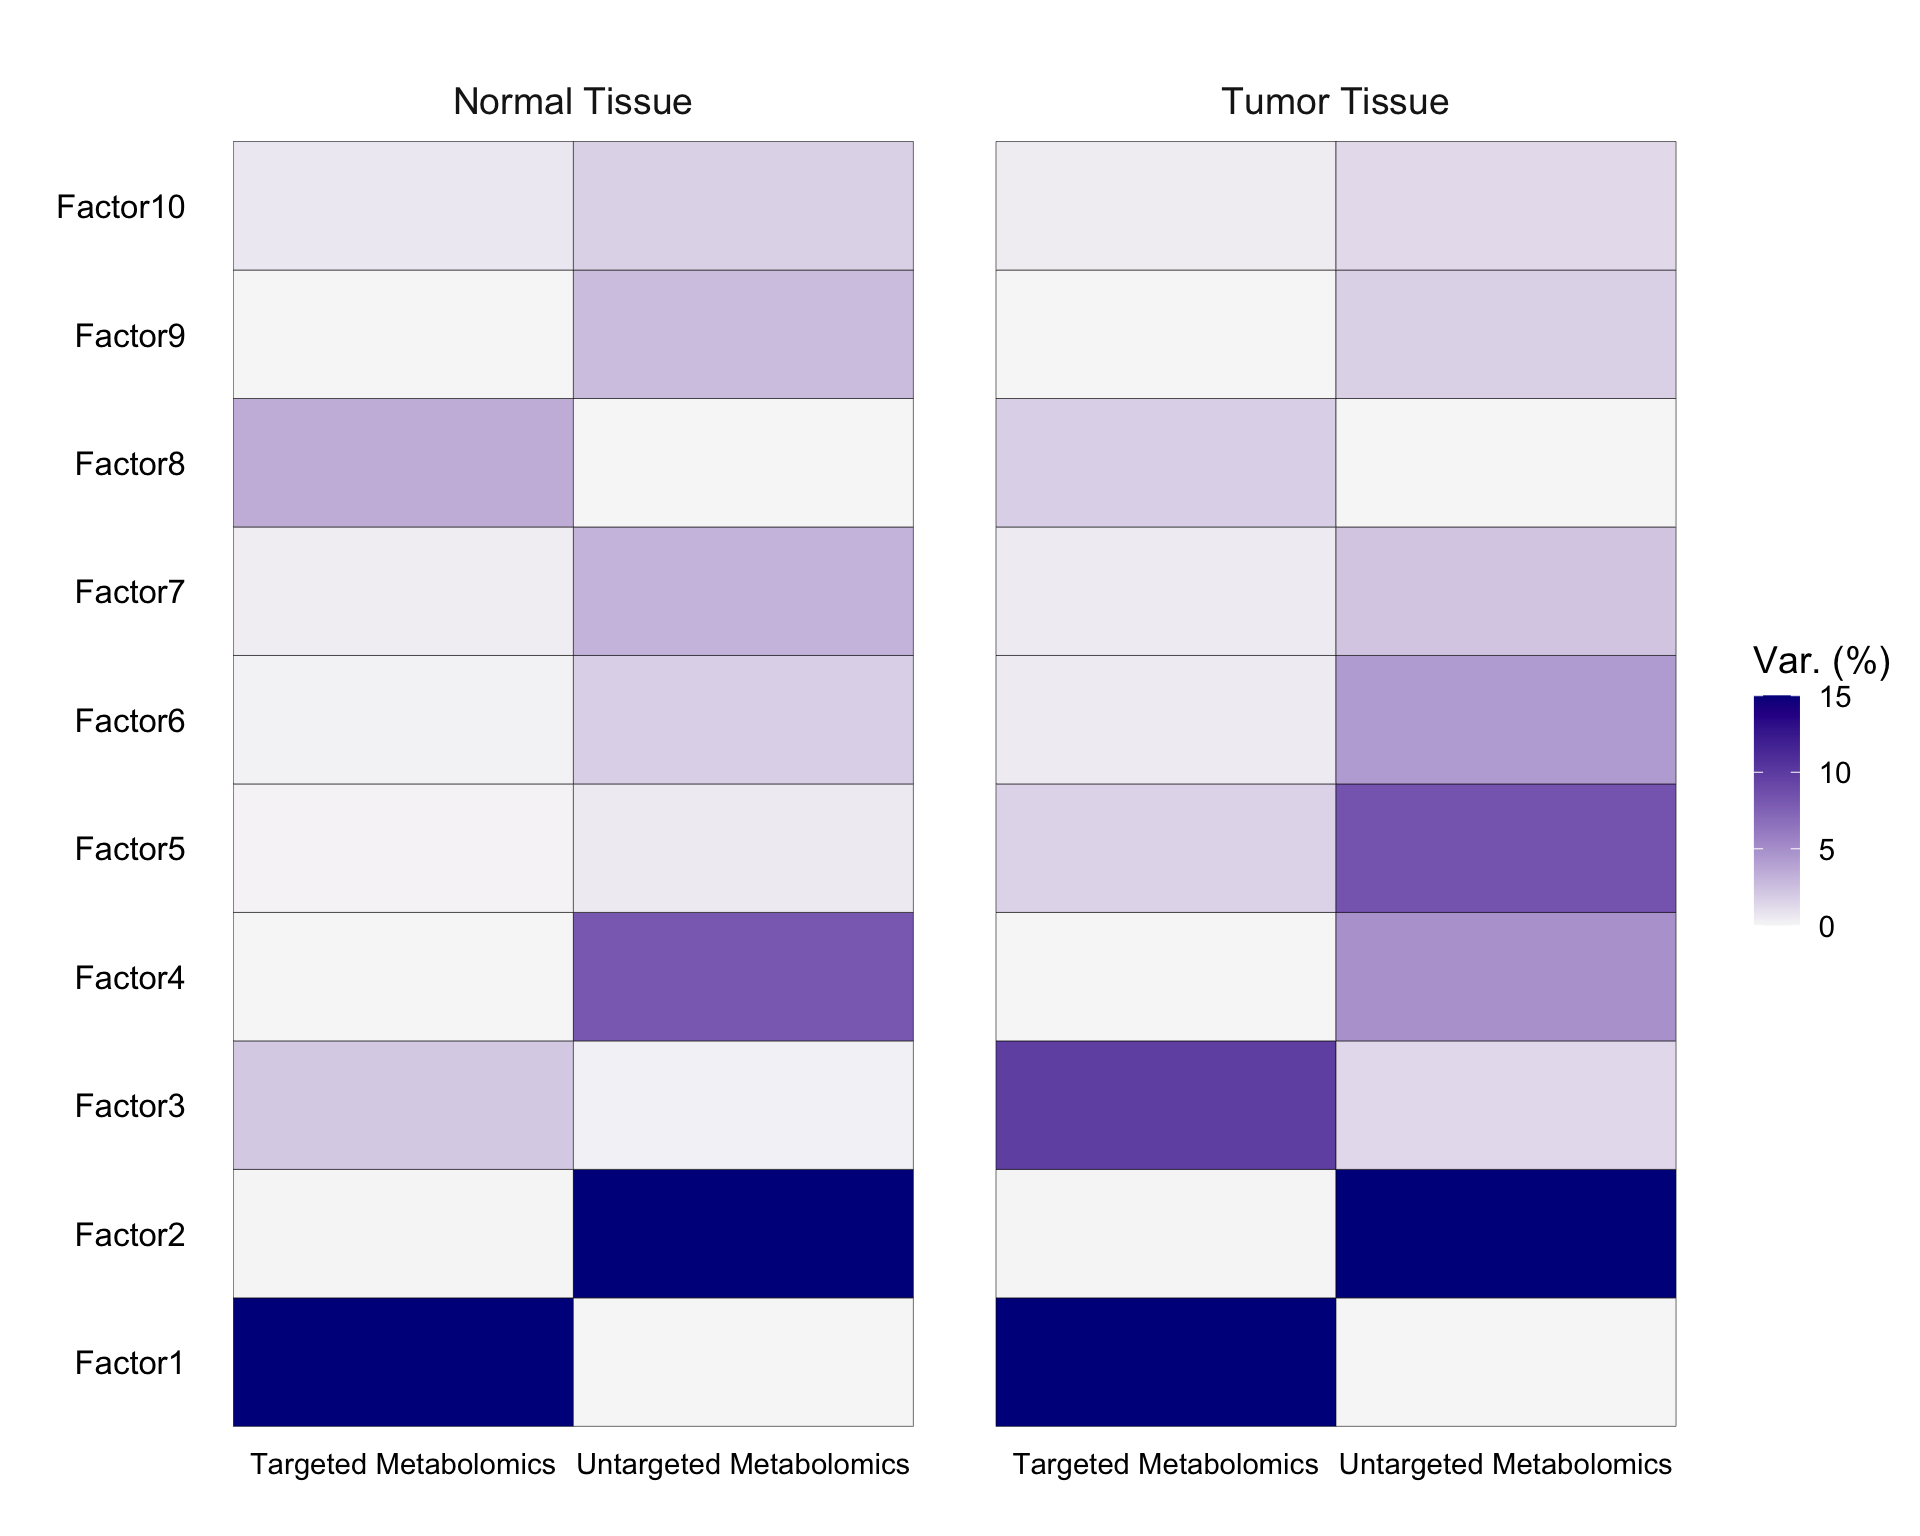 Normal Tissue
Tumor Tissue
Factor10
Factor9
Factor8
Factor7
Factor6
Factor5
Factor4
Factor3
Factor2
Factor1
Targeted Metabolomics
Untargeted Metabolomics
Targeted Metabolomics
Untargeted Metabolomics
Var. (%)
15
10
5
0